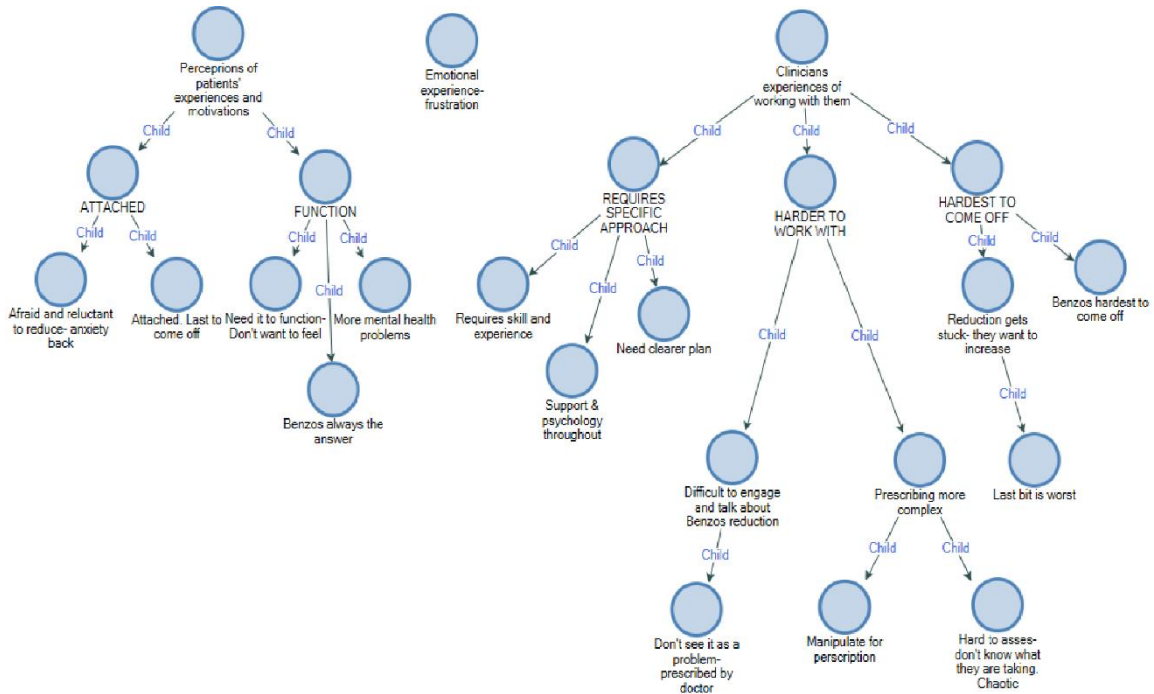 Perceprions of
patients'
experiences and
motivations
Emotional
experience-
frustration
Clinicians
experiences of
working with them
Child
Child
Child
Child
Child
ATTACHED
FUNCTION
REQUIRES
SPECIFIC
APPROACH
HARDER TO
WORK WITH
HARDEST TO
COME OFF
Child
Child
Child
Child
Child
Child
Child
Child
Child
Child
Afraid and reluctant
to reduce- anxiety
back
Attached. Last to
come off
Need it to function-
Don't want to feel
More mental health
problems
Requires skill and
experience
Need clearer plan
Reduction gets
stuck- they want to
increase
Benzos hardest to
come off
Benzos always the
answer
Support &
psychology
throughout
Child
Child
Child
Difficult to engage
and talk about
Benzos reduction
Prescribing more
complex
Last bit is worst
Child
Child
Child
Don't see it as a
problem-
prescribed by
doctor
Manipulate for
perscription
Hard to asses-
don't know what
they are taking.
Chaotic